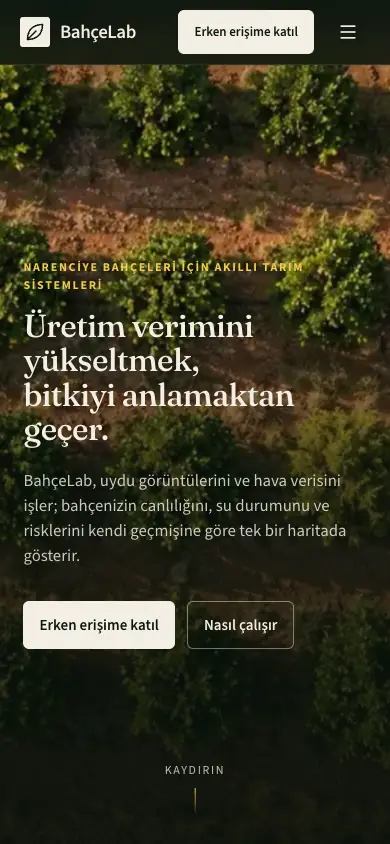 BahçeLab
Erken erişime katıl
NARENCİYE BAHÇELERİ İÇİN AKILLI TARIM
SİSTEMLERİ
Üretim verimini
yükseltmek,
bitkiyi anlamaktan
geçer.
BahçeLab, uydu görüntülerini ve hava verisini
işler; bahçenizin canlılığını, su durumunu ve
risklerini kendi geçmişine göre tek bir haritada
gösterir.
Erken erişime katıl
Nasıl çalışır
KAYDIRIN